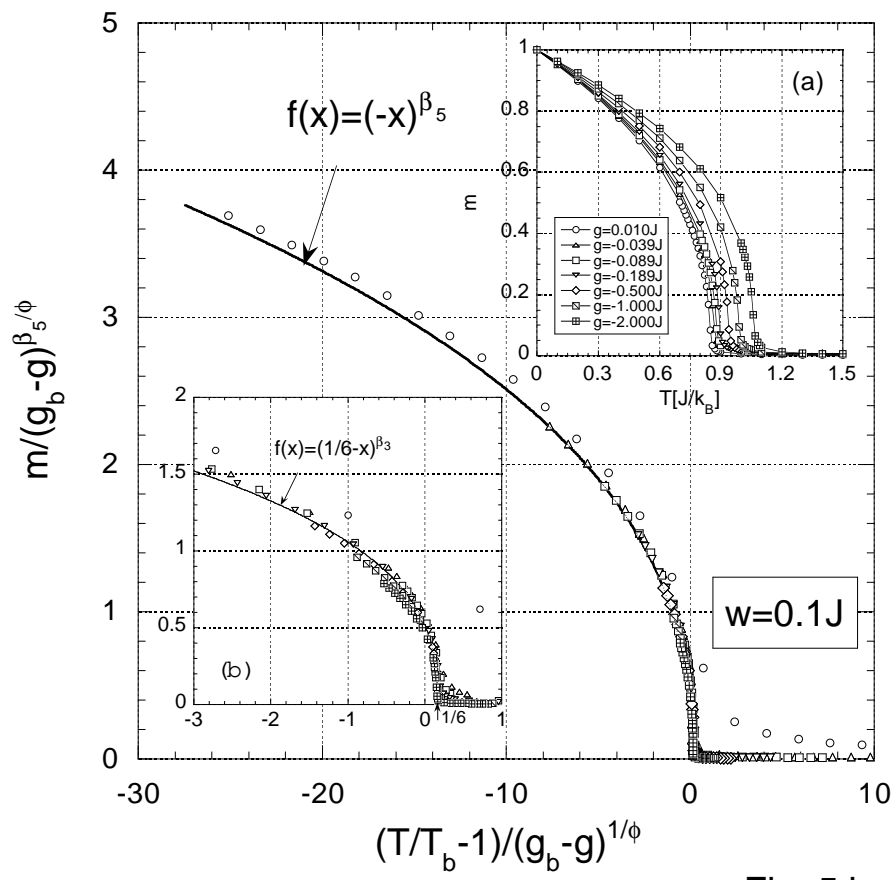 5
4
3
2
1
0
-30
-20
-10
0
10
m/(g_b-g)^{β_5/ϕ}
(T/T_b-1)/(g_b-g)^{1/ϕ}
f(x)=(-x)^{β_5}
w=0.1J
(a)
1
0.8
0.6
0.4
0.2
0
m
0
0.3
0.6
0.9
1.2
1.5
T[J/k_B]
g=0.010J
g=-0.039J
g=-0.089J
g=-0.189J
g=-0.500J
g=-1.000J
g=-2.000J
2
1.5
1
0.5
0
f(x)=(1/6-x)^{β_3}
(b)
-3
-2
-1
0
1/6
1